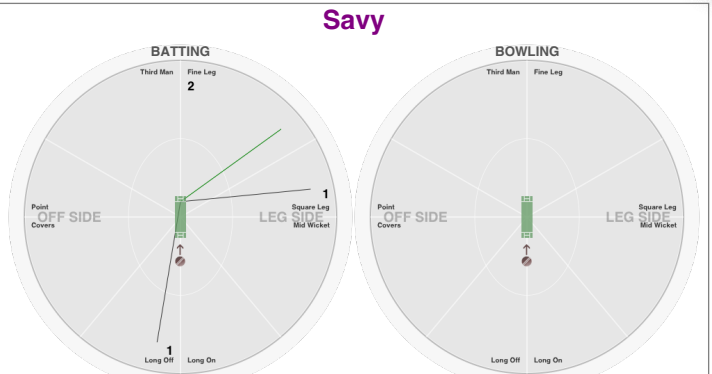 Savy
BATTING
Third Man Fine Leg
2
1
Point
Square Leg
OFF SIDE LEG SIDE
Covers
Mid Wicket
1
Long Off Long On
BOWLING
Third Man Fine Leg
Point
Square Leg
OFF SIDE LEG SIDE
Covers
Mid Wicket
Long Off Long On